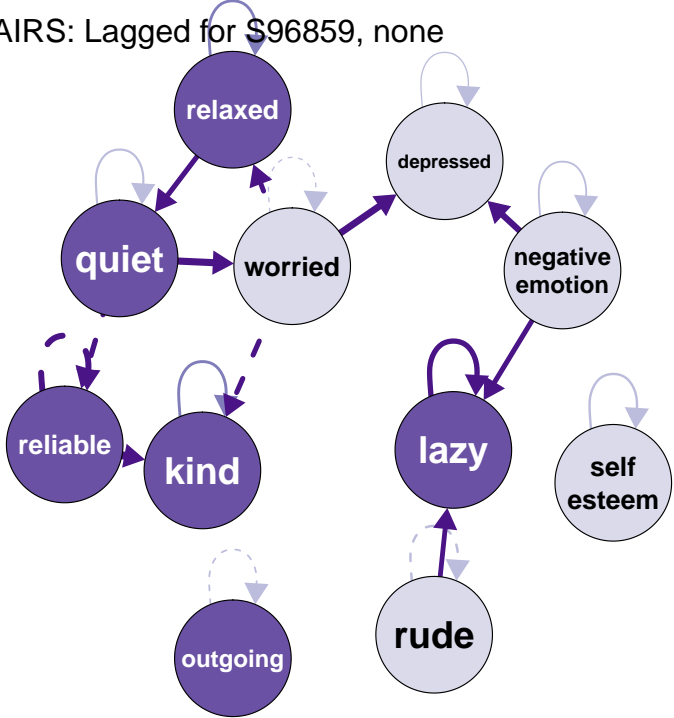 AIRS: Lagged for S96859, none
relaxed
depressed
quiet
worried
negative
emotion
reliable
kind
lazy
self
esteem
outgoing
rude